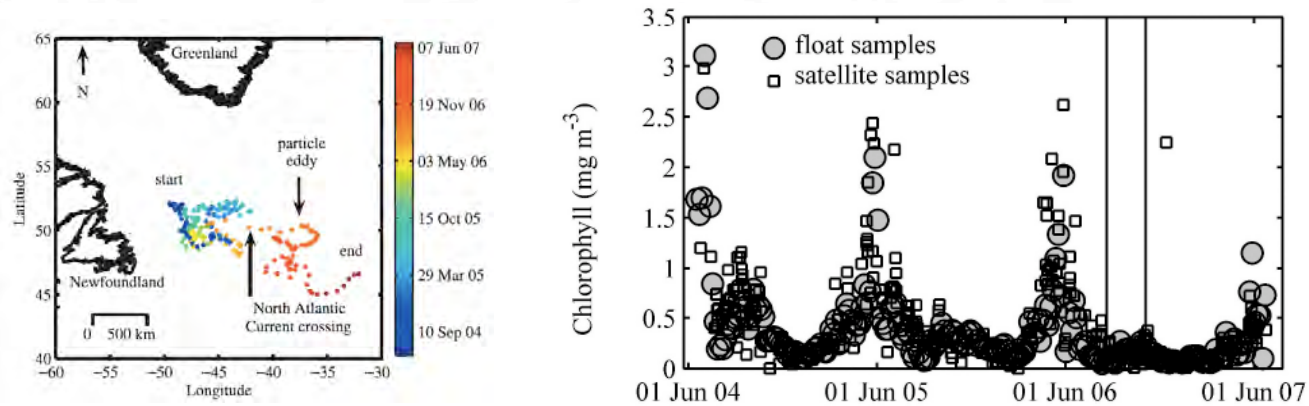 65
60
55
50
45
40
Latitude
−60
−55
−50
−45
−40
−35
−30
Longitude
N
Greenland
Newfoundland
start
particle
eddy
end
North Atlantic
Current crossing
0 500 km
07 Jun 07
19 Nov 06
03 May 06
15 Oct 05
29 Mar 05
10 Sep 04
3.5
3
2.5
2
1.5
1
0.5
0
Chlorophyll (mg m⁻³)
float samples
satellite samples
01 Jun 04
01 Jun 05
01 Jun 06
01 Jun 07